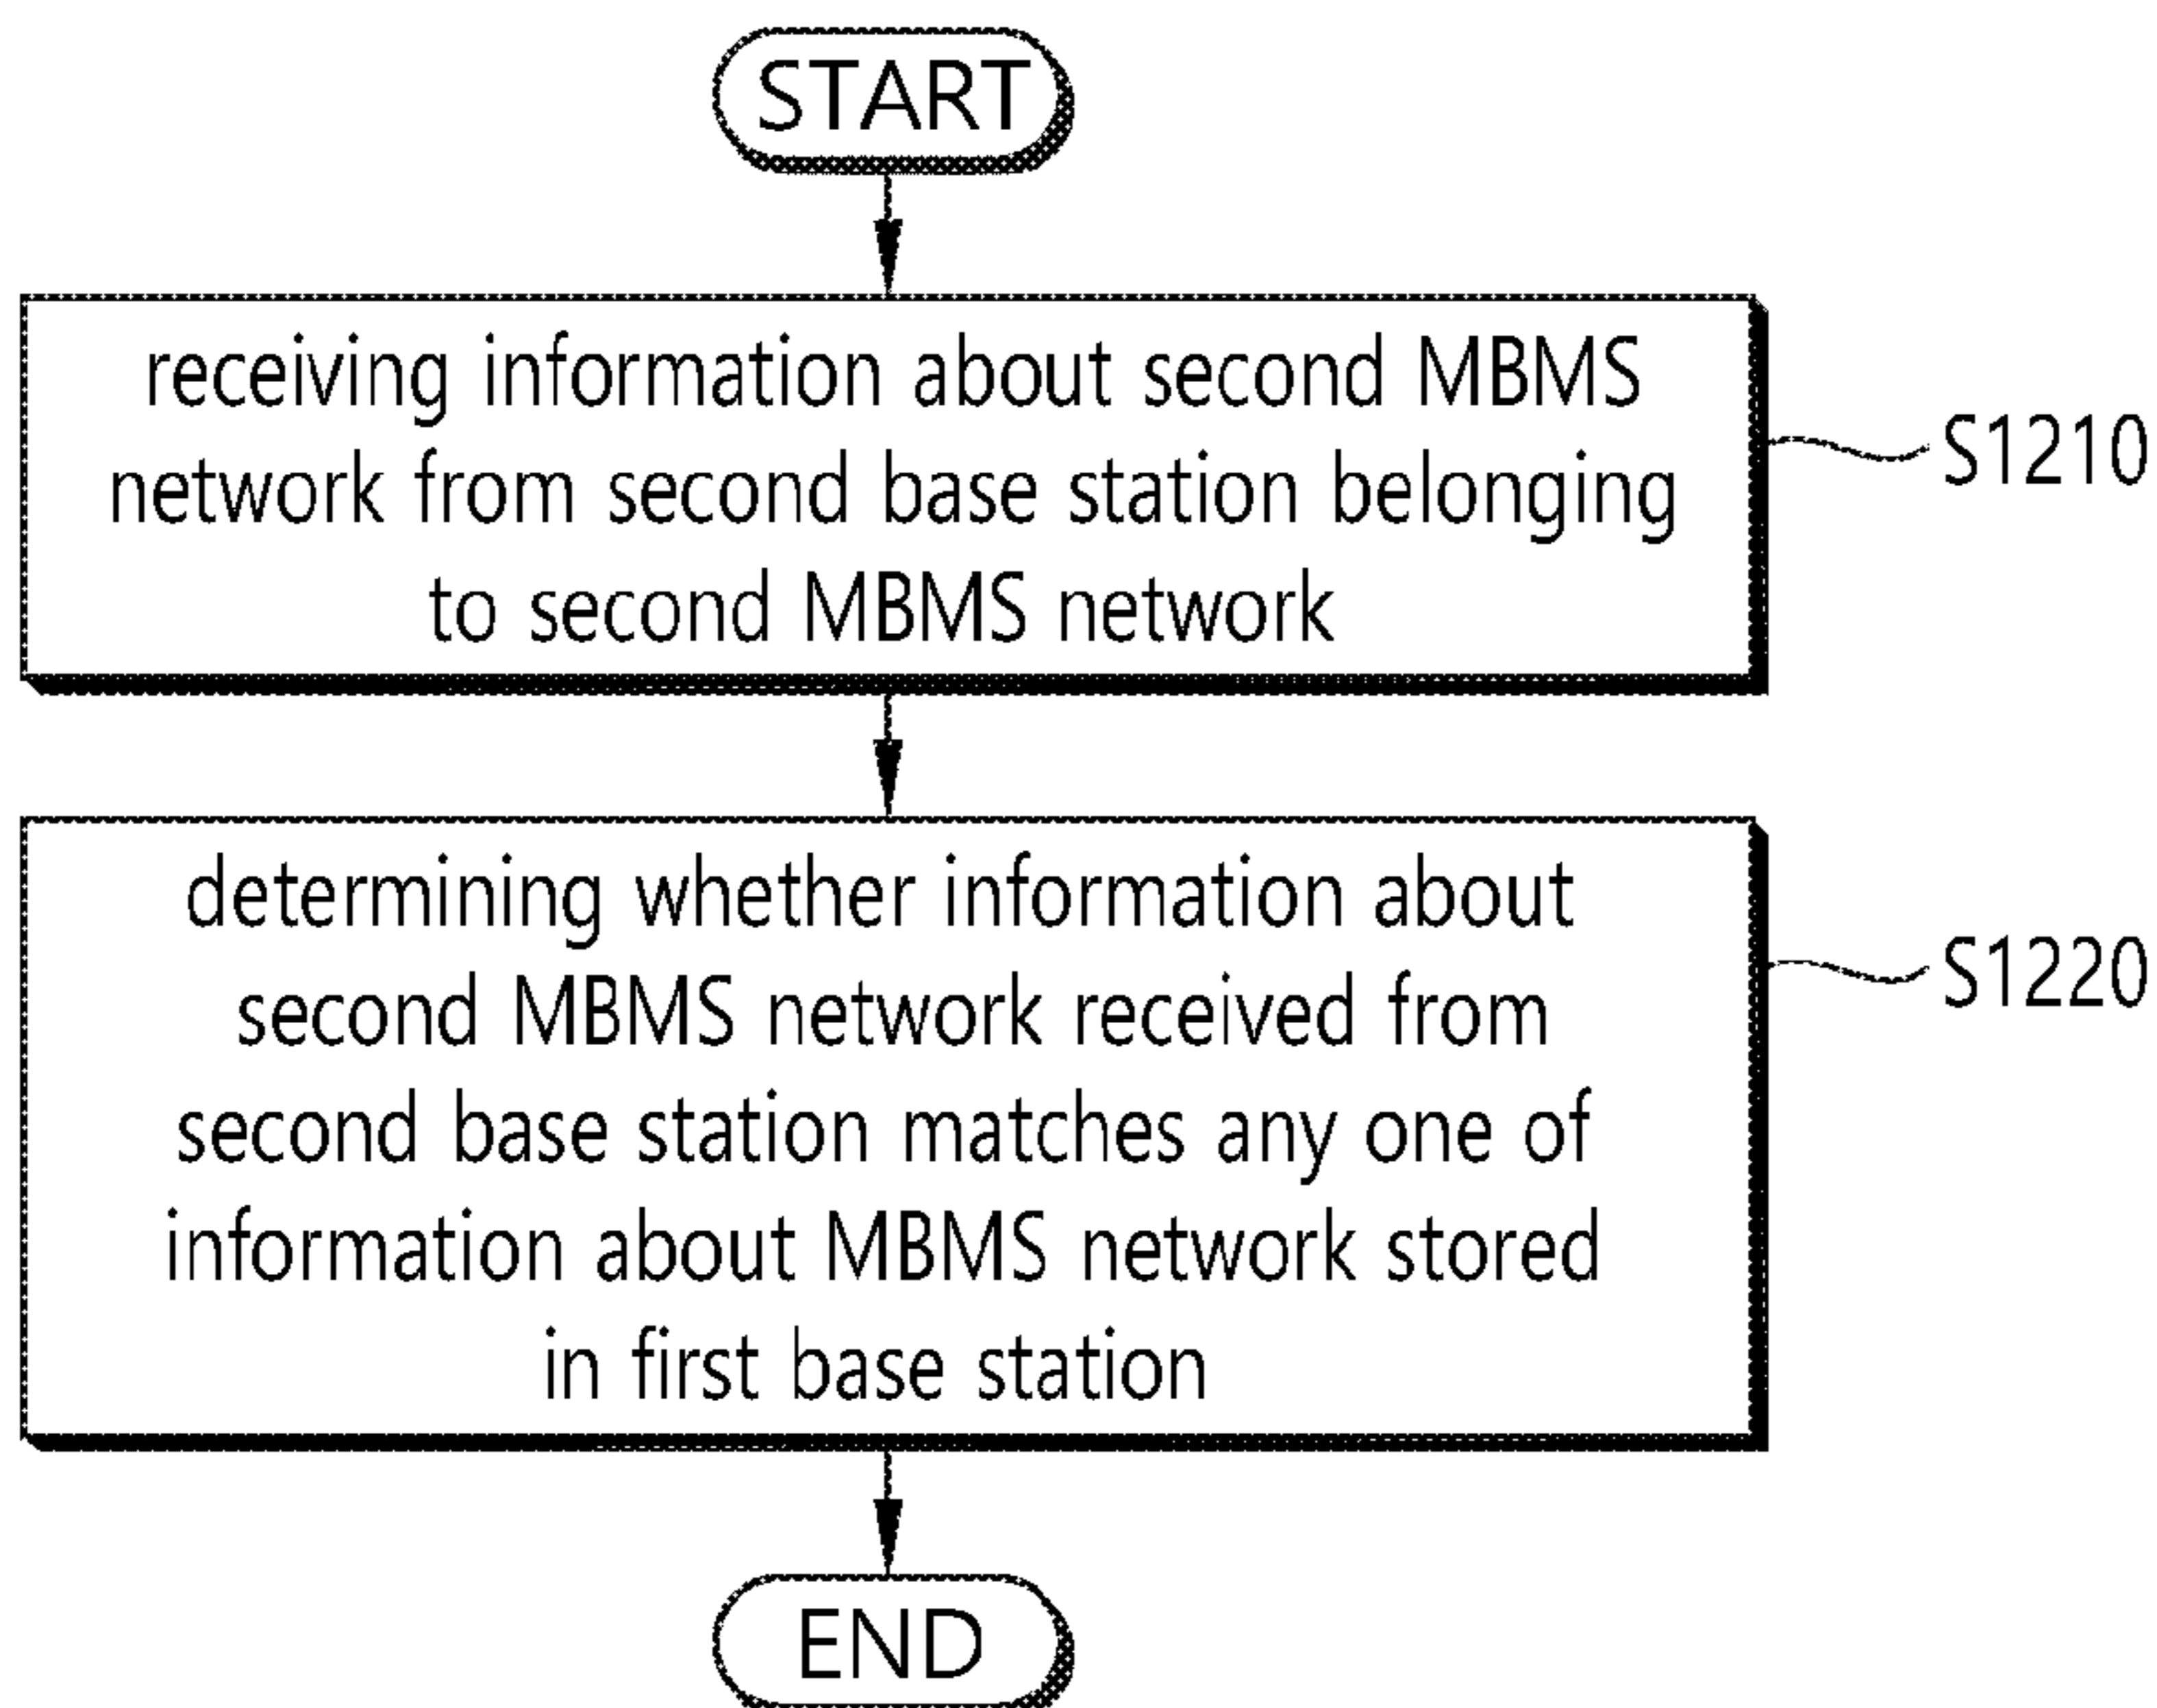 START
receiving information about second MBMS
network from second base station belonging
to second MBMS network
S1210
determining whether information about
second MBMS network received from
second base station matches any one of
information about MBMS network stored
in first base station
S1220
END